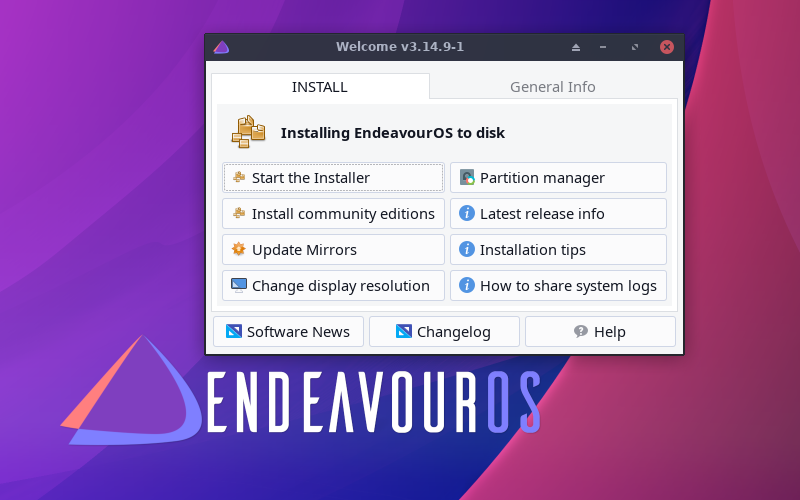 Welcome v3.14.9-1
INSTALL
General Info
Installing EndeavourOS to disk
Start the Installer
Partition manager
Install community editions
Latest release info
Update Mirrors
Installation tips
Change display resolution
How to share system logs
Software News
Changelog
Help
ENDEAVOUROS